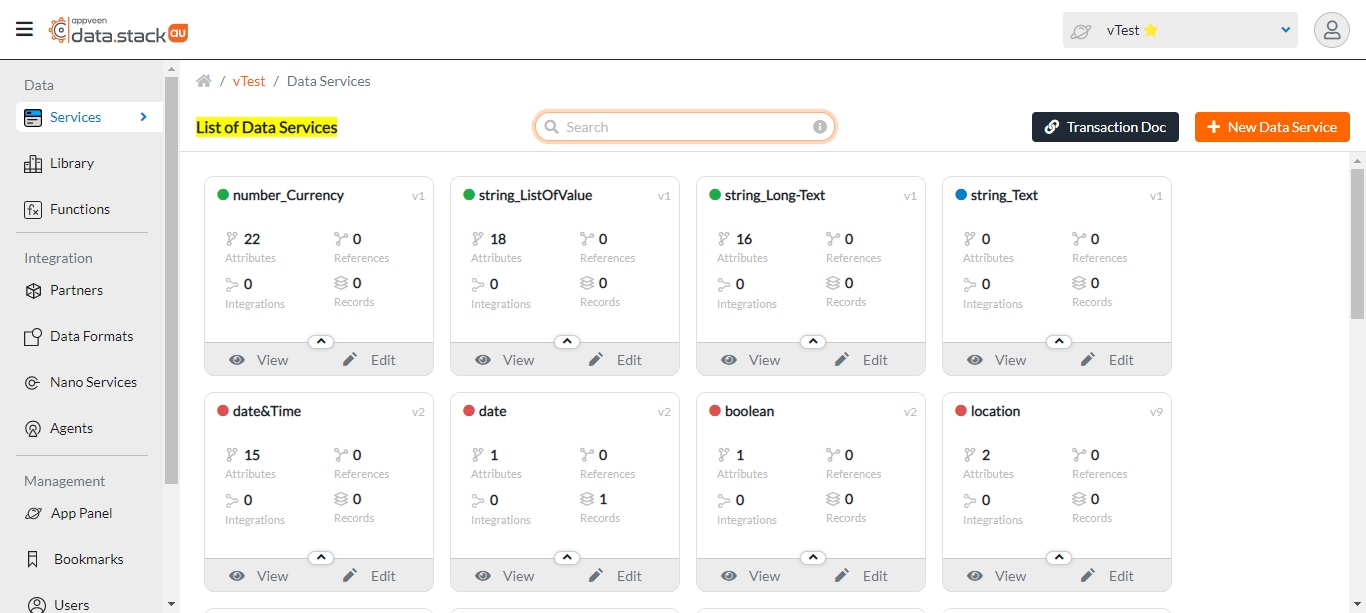 appveen
data.stack au
vTest ⭐
Data
Services
Library
Functions
Integration
Partners
Data Formats
Nano Services
Agents
Management
App Panel
Bookmarks
Users
/ vTest / Data Services
List of Data Services
Search
Transaction Doc
+ New Data Service
number_Currency v1
22 0
Attributes References
0 0
Integrations Records
View Edit
string_ListOfValue v1
18 0
Attributes References
0 0
Integrations Records
View Edit
string_Long-Text v1
16 0
Attributes References
0 0
Integrations Records
View Edit
string_Text v1
0 0
Attributes References
0 0
Integrations Records
View Edit
date&Time v2
15 0
Attributes References
0 0
Integrations Records
View Edit
date v2
1 0
Attributes References
0 1
Integrations Records
View Edit
boolean v2
1 0
Attributes References
0 0
Integrations Records
View Edit
location v9
2 0
Attributes References
0 0
Integrations Records
View Edit